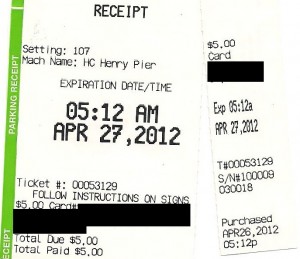 RECEIPT
Setting: 107
Mach Name: HC Henry Pier
EXPIRATION DATE/TIME
05:12 AM
APR 27,2012
Ticket #: 00053129
FOLLOW INSTRUCTIONS ON SIGNS
$5.00 Card#
Total Due $5.00
Total Paid $5.00
PARKING RECEIPT
CEIPT
$5.00
Card
Exp 05:12a
APR 27,2012
T#00053129
S/N#100009
030018
Purchased
APR26,2012
05:12p